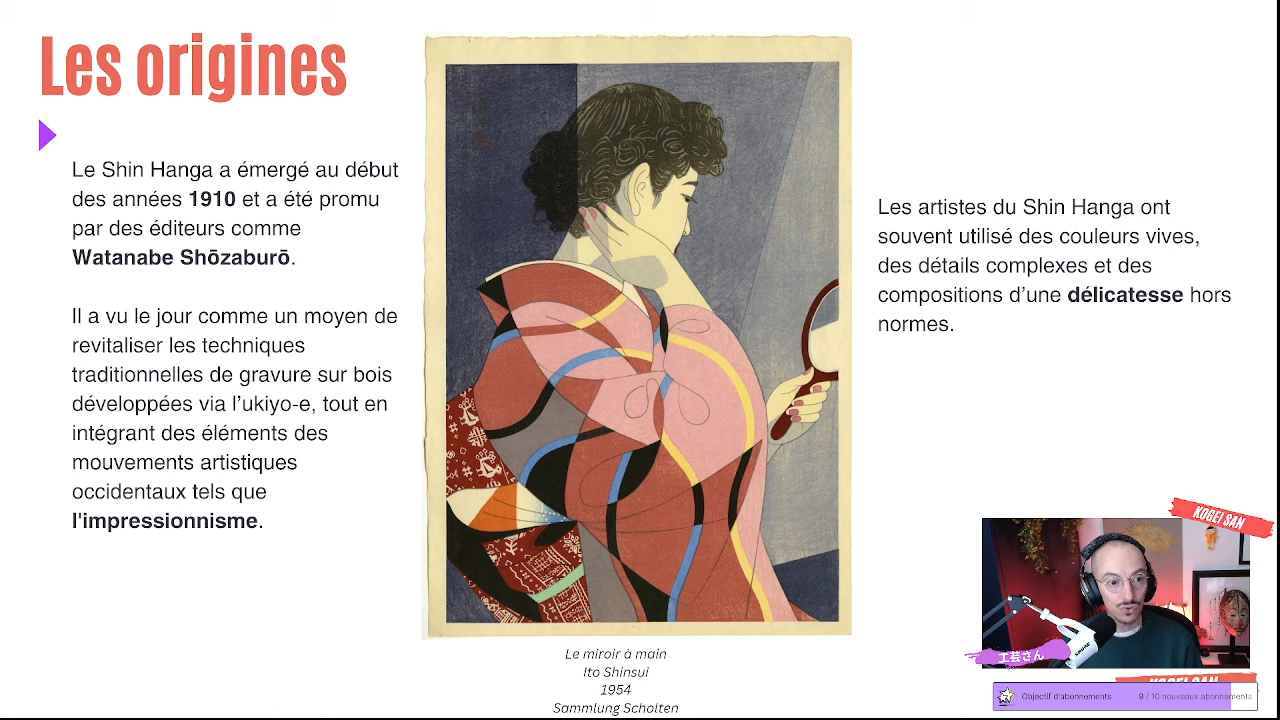 Les origines
Le Shin Hanga a émergé au début
des années 1910 et a été promu
par des éditeurs comme
Watanabe Shōzaburō.
Il a vu le jour comme un moyen de
revitaliser les techniques
traditionnelles de gravure sur bois
développées via l'ukiyo-e, tout en
intégrant des éléments des
mouvements artistiques
occidentaux tels que
l'impressionnisme.
Le miroir à main
Ito Shinsui
1954
Sammlung Scholten
Les artistes du Shin Hanga ont
souvent utilisé des couleurs vives,
des détails complexes et des
compositions d'une délicatesse hors
normes.
KOGEI SAN
工芸さん
SHURE
KOGEI SAN
Objectif d'abonnements 9 / 10 nouveaux abonnements